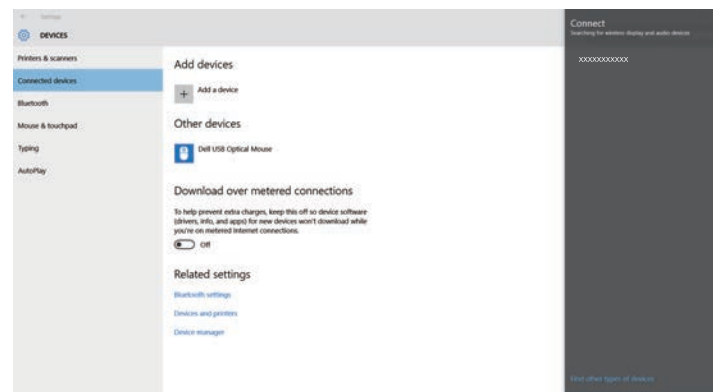 Settings
DEVICES
Printers & scanners
Connected devices
Bluetooth
Mouse & touchpad
Typing
AutoPlay
Add devices
Add a device
Other devices
Dell USB Optical Mouse
Download over metered connections
To help prevent extra charges, keep this off so device software
(drivers, info, and apps) for new devices won't download while
you're on metered Internet connections.
Off
Related settings
Bluetooth settings
Devices and printers
Device manager
Connect
Searching for wireless display and audio devices
XXXXXXXXXXX
Find other types of devices